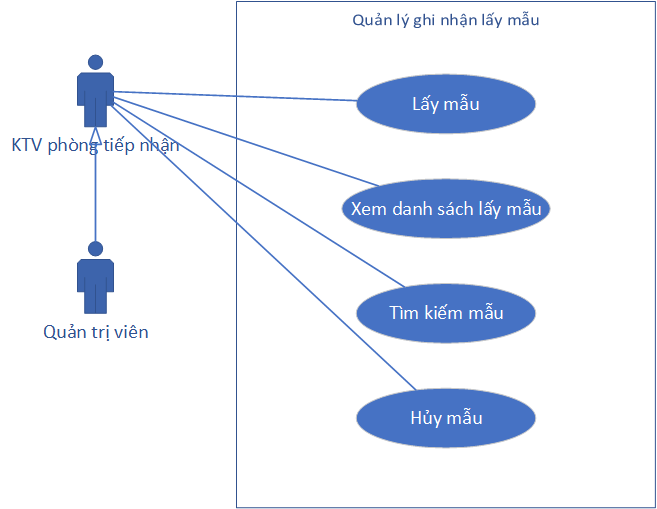 Quản lý ghi nhận lấy mẫu
Lấy mẫu
KTV phòng tiếp nhận
Xem danh sách lấy mẫu
Tìm kiếm mẫu
Quản trị viên
Hủy mẫu